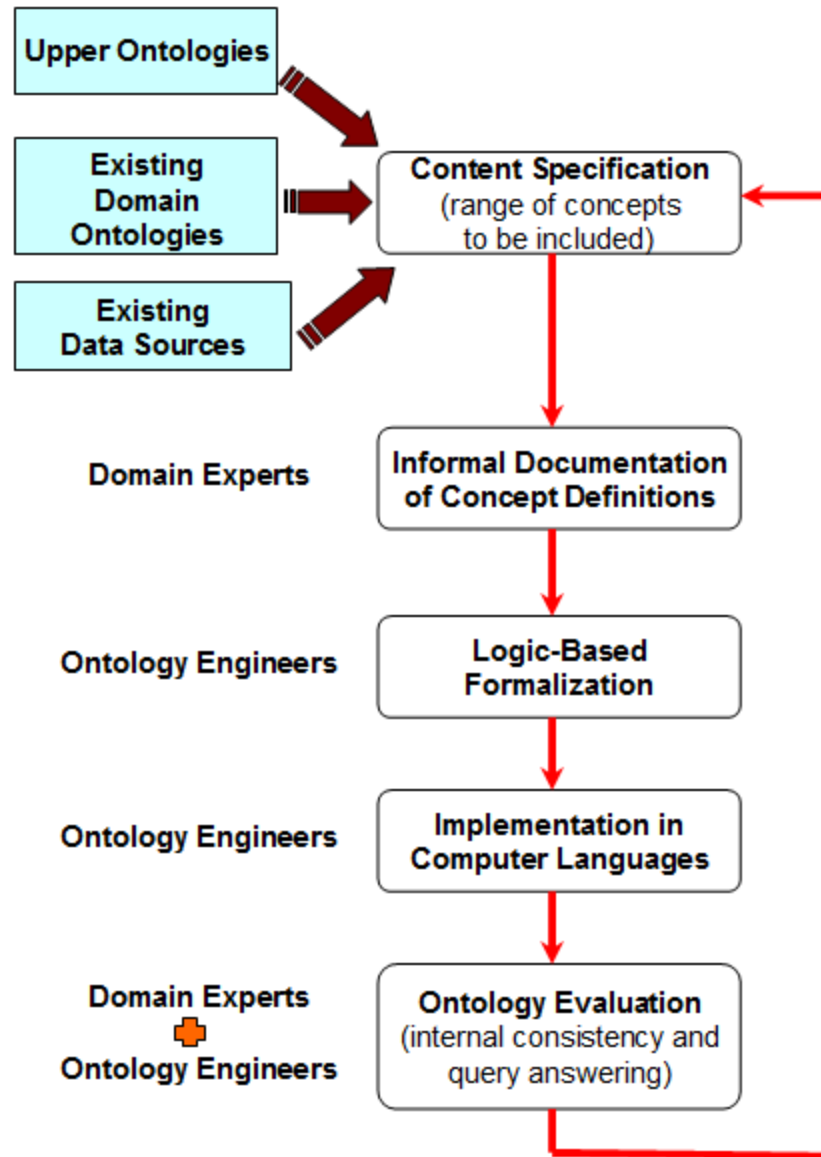 Upper Ontologies
Existing
Domain
Ontologies
Existing
Data Sources
Content Specification
(range of concepts
to be included)
Domain Experts
Informal Documentation
of Concept Definitions
Ontology Engineers
Logic-Based
Formalization
Ontology Engineers
Implementation in
Computer Languages
Domain Experts
Ontology Engineers
Ontology Evaluation
(internal consistency and
query answering)